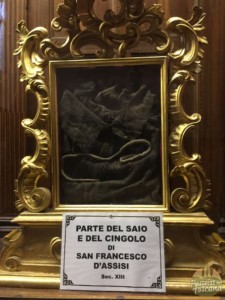 PARTE DEL SAIO
E DEL CINGOLO
DI
SAN FRANCESCO
D'ASSISI
Sec. XIII